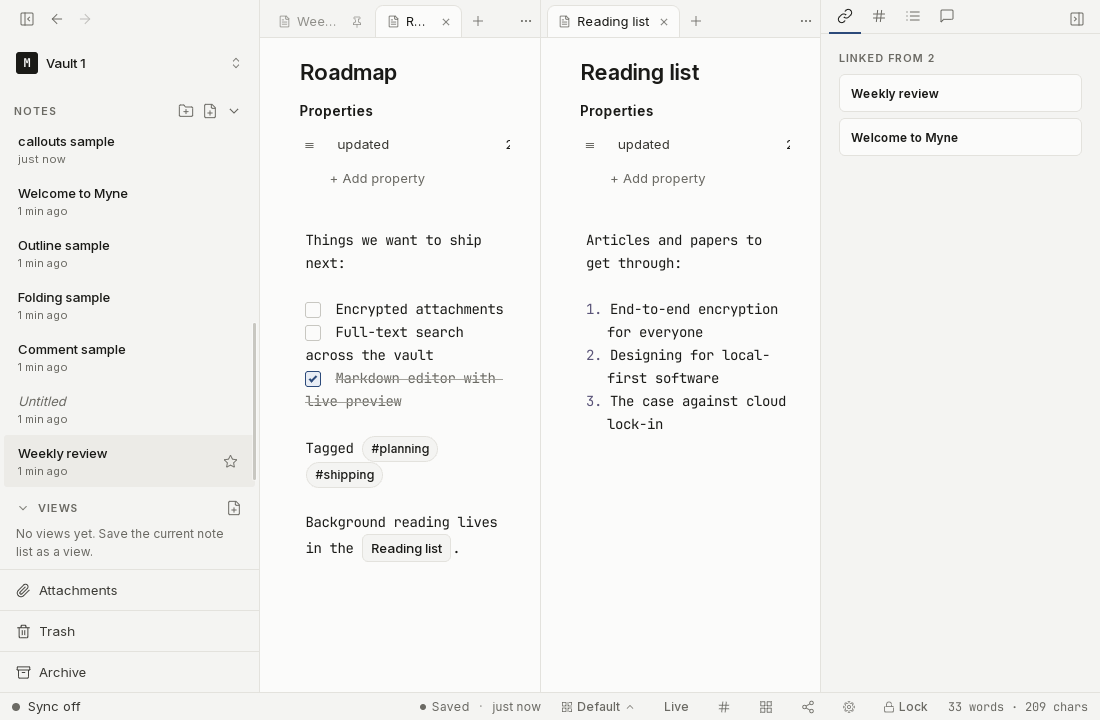 M Vault 1
NOTES
callouts sample
just now
Welcome to Myne
1 min ago
Outline sample
1 min ago
Folding sample
1 min ago
Comment sample
1 min ago
Untitled
1 min ago
Weekly review
1 min ago
VIEWS
No views yet. Save the current note
list as a view.
Attachments
Trash
Archive
Sync off
Wee...
R...
Roadmap
Properties
updated
+ Add property
Things we want to ship
next:
Encrypted attachments
Full-text search
across the vault
Markdown editor with
live preview
Tagged #planning
#shipping
Background reading lives
in the Reading list .
Reading list
Reading list
Properties
updated
+ Add property
Articles and papers to
get through:
1. End-to-end encryption
for everyone
2. Designing for local-
first software
3. The case against cloud
lock-in
LINKED FROM 2
Weekly review
Welcome to Myne
Saved · just now
Default
Live
Lock
33 words · 209 chars